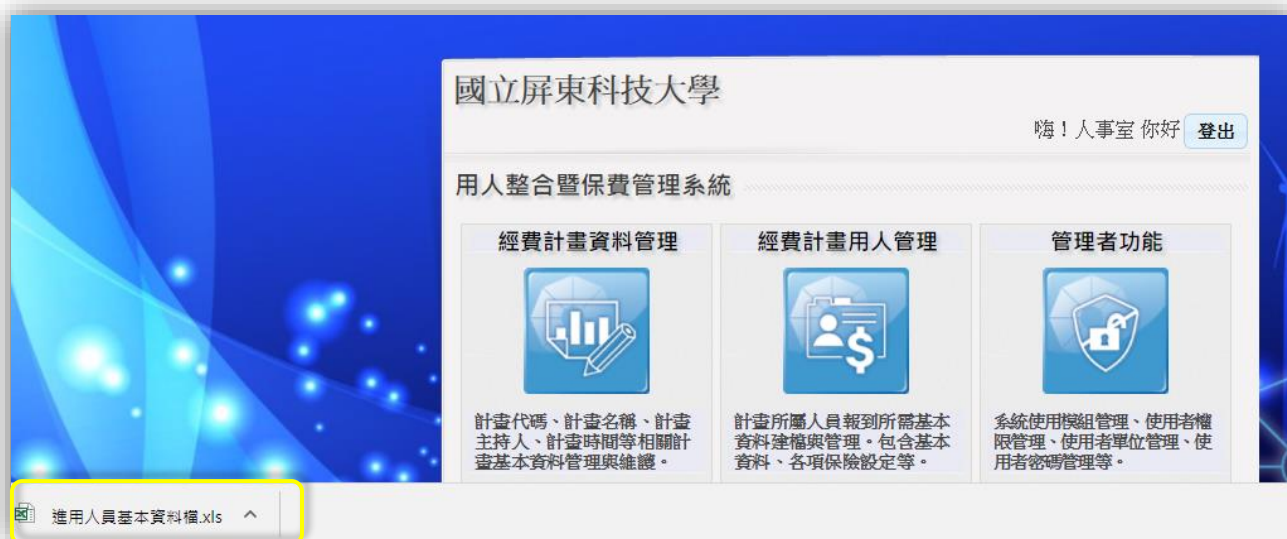 國立屏東科技大學
嗨！人事室 你好 登出
用人整合暨保費管理系統
經費計畫資料管理
計畫代碼、計畫名稱、計畫
主持人、計畫時間等相關計
畫基本資料管理與維護。
經費計畫用人管理
計畫所屬人員報到所需基本
資料建檔與管理。包含基本
資料、各項保險設定等。
管理者功能
系統使用模組管理、使用者權
限管理、使用者單位管理、使
用者密碼管理等。
進用人員基本資料檔.xls